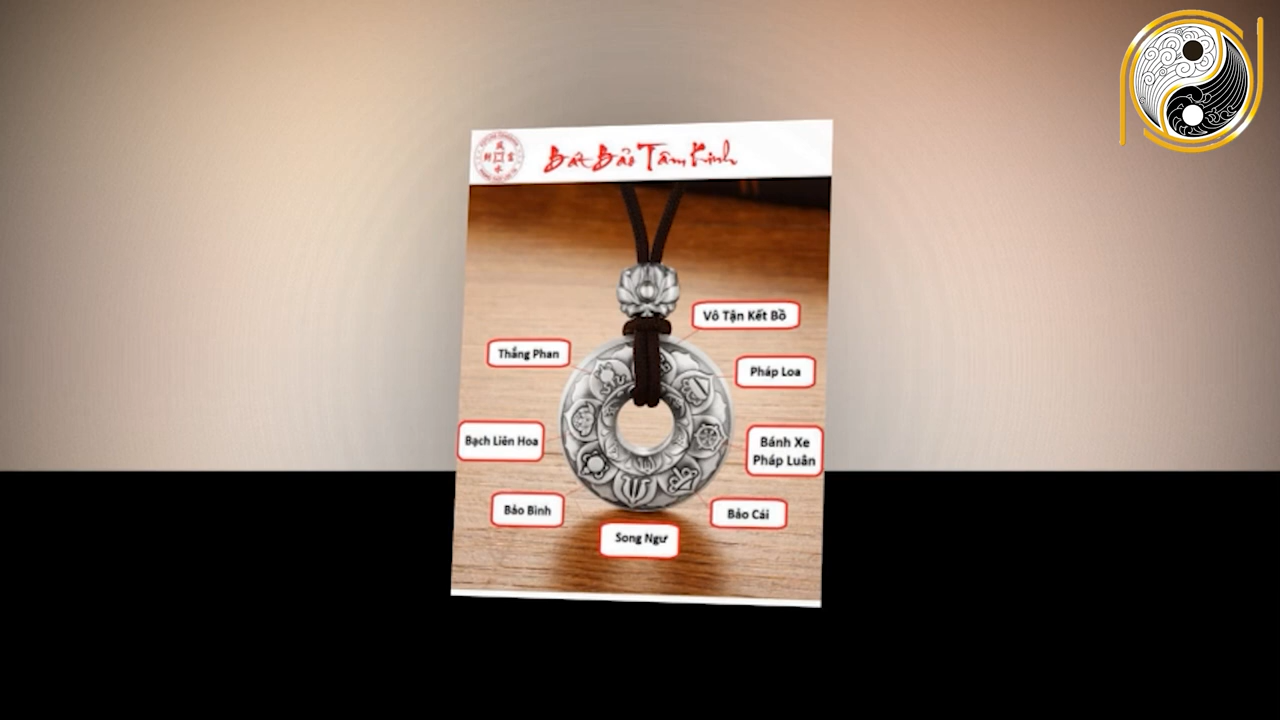 Bát Bảo Tâm Kinh
Vô Tận Kết Bồ
Thắng Phan
Pháp Loa
Bạch Liên Hoa
Bánh Xe
Pháp Luân
Bảo Bình
Bảo Cái
Song Ngư